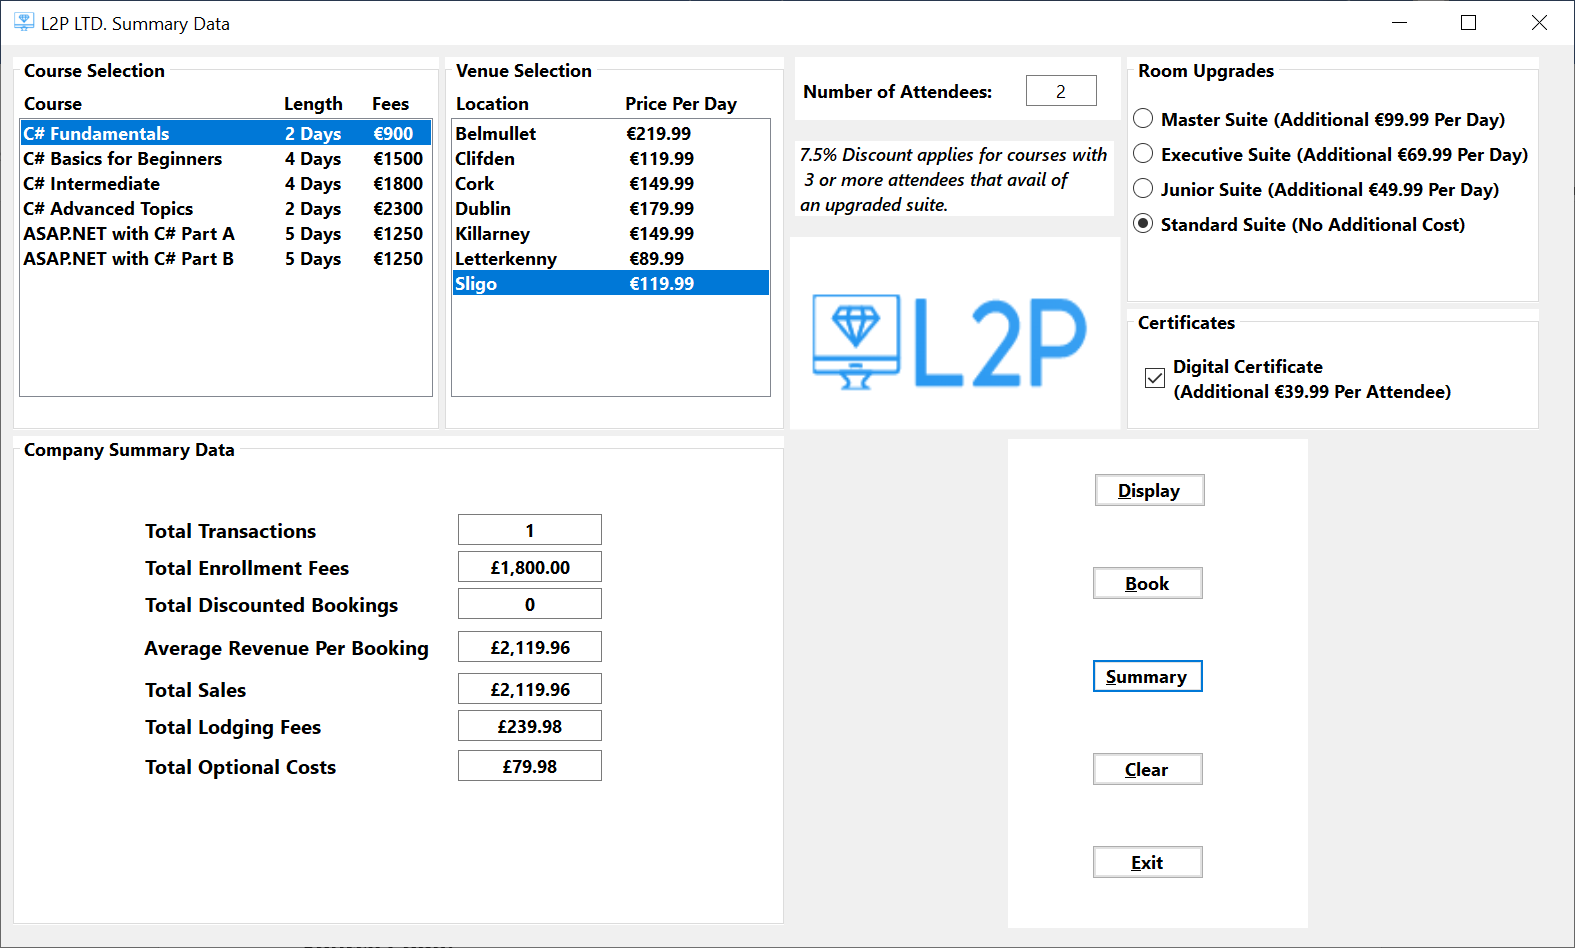 L2P LTD. Summary Data
Course Selection
Course Length Fees
C# Fundamentals 2 Days €900
C# Basics for Beginners 4 Days €1500
C# Intermediate 4 Days €1800
C# Advanced Topics 2 Days €2300
ASAP.NET with C# Part A 5 Days €1250
ASAP.NET with C# Part B 5 Days €1250
Venue Selection
Location Price Per Day
Belmullet €219.99
Clifden €119.99
Cork €149.99
Dublin €179.99
Killarney €149.99
Letterkenny €89.99
Sligo €119.99
Number of Attendees: 2
7.5% Discount applies for courses with
3 or more attendees that avail of
an upgraded suite.
L2P
Room Upgrades
Master Suite (Additional €99.99 Per Day)
Executive Suite (Additional €69.99 Per Day)
Junior Suite (Additional €49.99 Per Day)
Standard Suite (No Additional Cost)
Certificates
Digital Certificate
(Additional €39.99 Per Attendee)
Company Summary Data
Total Transactions 1
Total Enrollment Fees £1,800.00
Total Discounted Bookings 0
Average Revenue Per Booking £2,119.96
Total Sales £2,119.96
Total Lodging Fees £239.98
Total Optional Costs £79.98
Display
Book
Summary
Clear
Exit